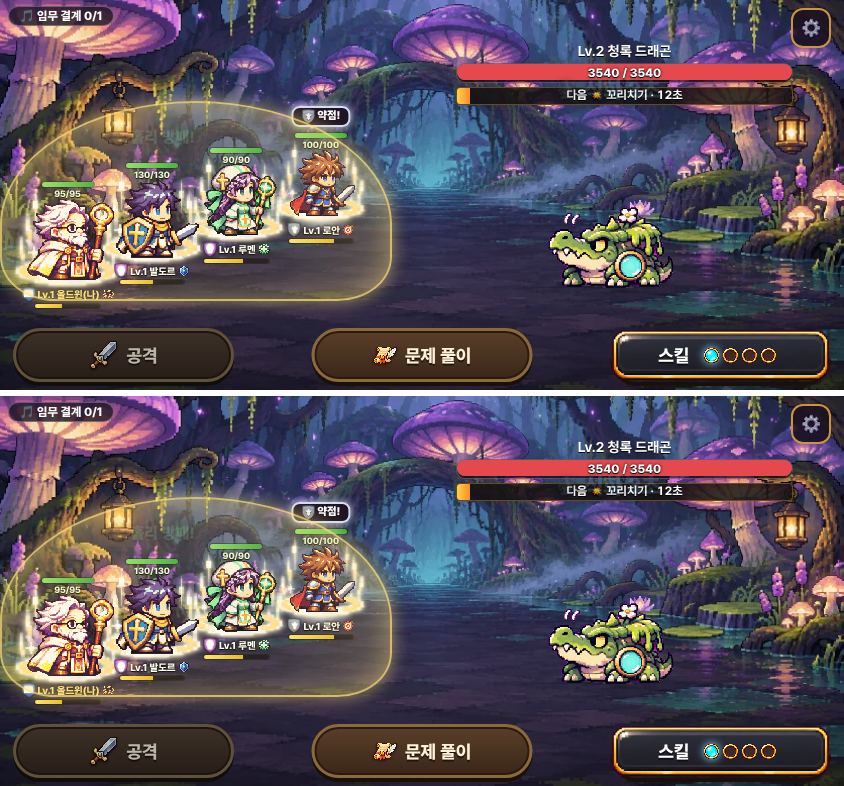 임무 결계 0/1
Lv.2 청록 드래곤
3540 / 3540
다음 꼬리치기 · 12초
약점!
100/100
90/90
130/130
95/95
Lv.1 로안
Lv.1 루멘
Lv.1 발도르
Lv.1 올드윈(나)
공격
문제 풀이
스킬
임무 결계 0/1
Lv.2 청록 드래곤
3540 / 3540
다음 꼬리치기 · 12초
약점!
100/100
90/90
130/130
95/95
Lv.1 로안
Lv.1 루멘
Lv.1 발도르
Lv.1 올드윈(나)
공격
문제 풀이
스킬